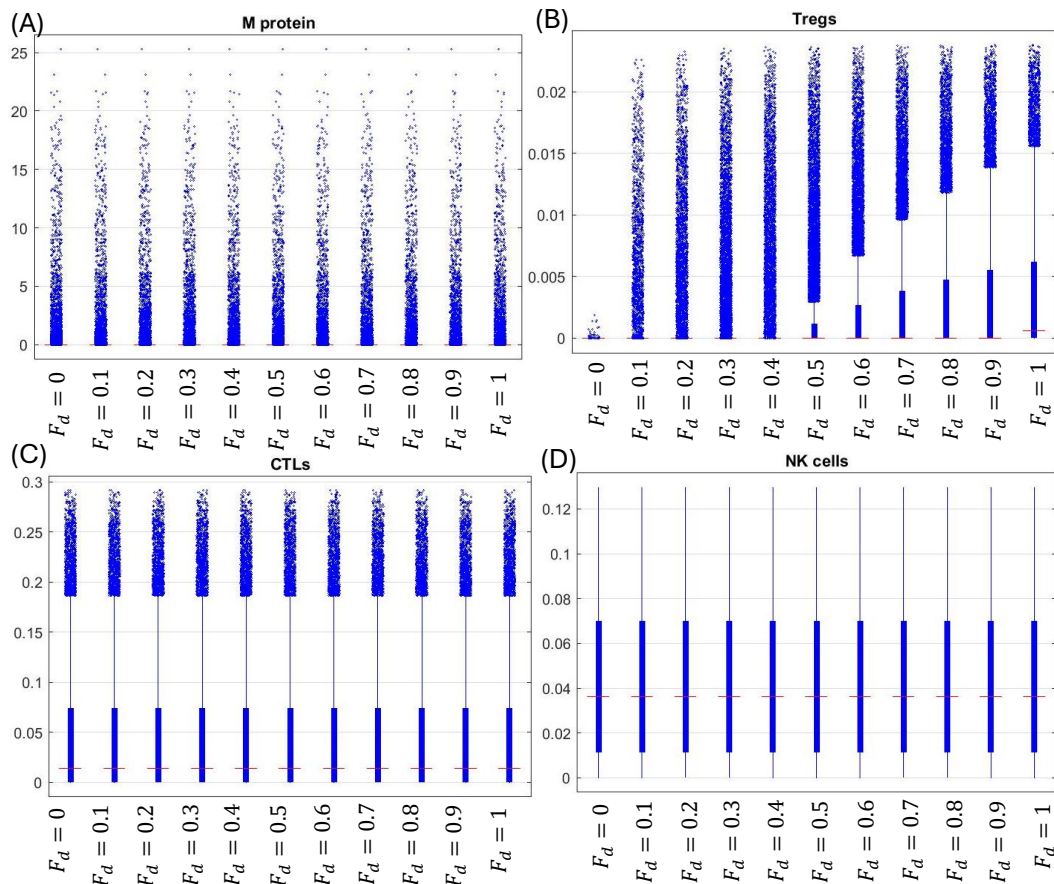 (A)
M protein
25
20
15
10
5
0
F_d = 0
F_d = 0.1
F_d = 0.2
F_d = 0.3
F_d = 0.4
F_d = 0.5
F_d = 0.6
F_d = 0.7
F_d = 0.8
F_d = 0.9
F_d = 1
(B)
Tregs
0.02
0.015
0.01
0.005
0
F_d = 0
F_d = 0.1
F_d = 0.2
F_d = 0.3
F_d = 0.4
F_d = 0.5
F_d = 0.6
F_d = 0.7
F_d = 0.8
F_d = 0.9
F_d = 1
(C)
CTLs
0.3
0.25
0.2
0.15
0.1
0.05
0
F_d = 0
F_d = 0.1
F_d = 0.2
F_d = 0.3
F_d = 0.4
F_d = 0.5
F_d = 0.6
F_d = 0.7
F_d = 0.8
F_d = 0.9
F_d = 1
(D)
NK cells
0.12
0.1
0.08
0.06
0.04
0.02
0
F_d = 0
F_d = 0.1
F_d = 0.2
F_d = 0.3
F_d = 0.4
F_d = 0.5
F_d = 0.6
F_d = 0.7
F_d = 0.8
F_d = 0.9
F_d = 1